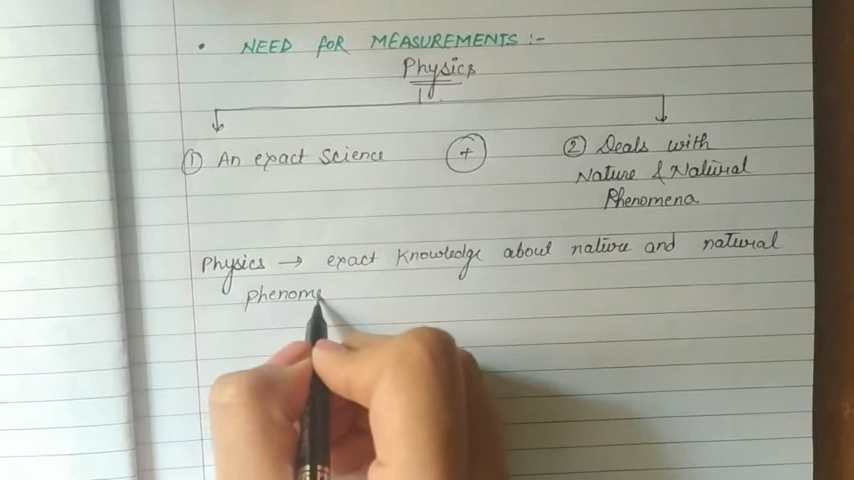 • NEED FOR MEASUREMENTS :-
Physics
① An exact Science + ② Deals with
Nature & Natural
Phenomena
Physics → exact knowledge about nature and natural
phenome